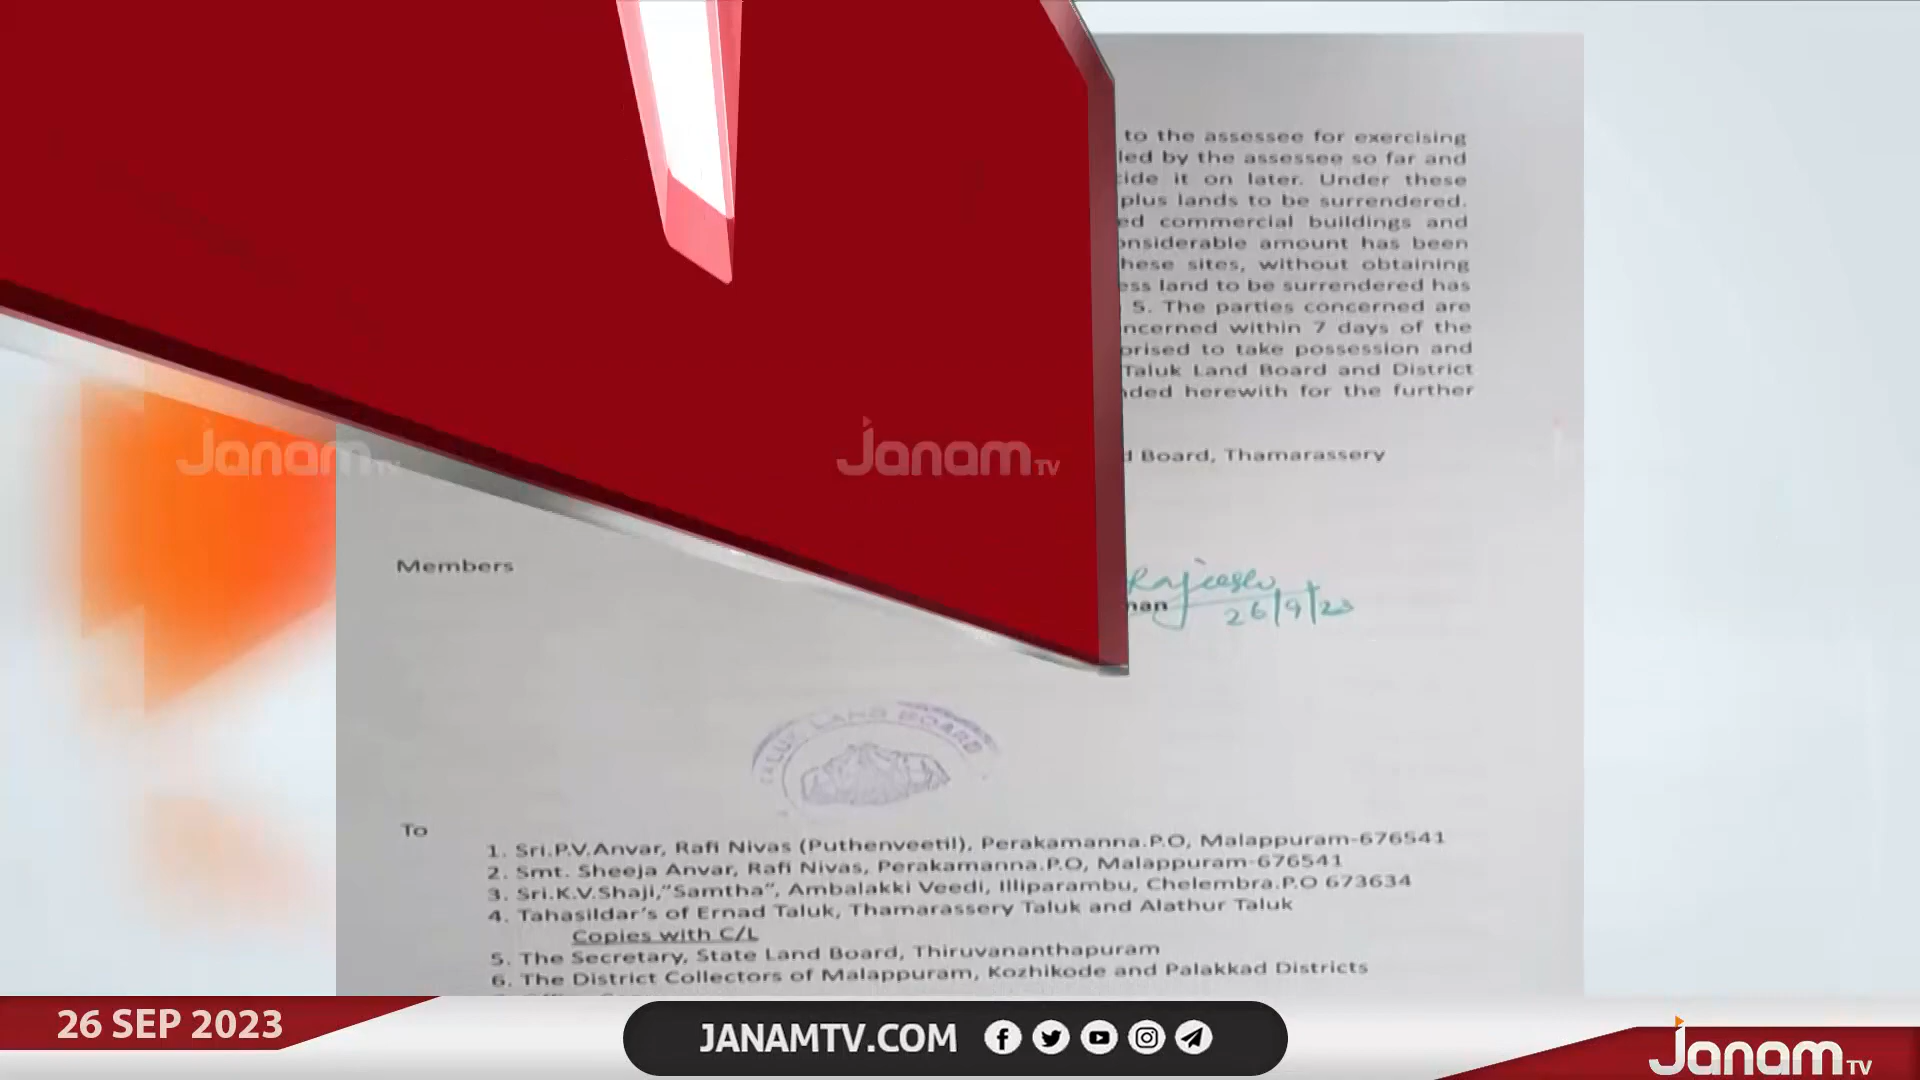 to the assessee for exercising
led by the assessee so far and
ide it on later. Under these
plus lands to be surrendered.
ed commercial buildings and
onsiderable amount has been
hese sites, without obtaining
ess land to be surrendered has
5. The parties concerned are
ncerned within 7 days of the
orised to take possession and
Taluk Land Board and District
nded herewith for the further
Janam TV
Janam TV
d Board, Thamarassery
Members
Rajeesh
nan
26/9/23
TALUK LAND BOARD
To
1. Sri.P.V.Anvar, Rafi Nivas (Puthenveetil), Perakamanna.P.O, Malappuram-676541
2. Smt. Sheeja Anvar, Rafi Nivas, Perakamanna.P.O, Malappuram-676541
3. Sri.K.V.Shaji,"Samtha", Ambalakki Veedi, Illiparambu, Chelembra.P.O 673634
4. Tahasildar's of Ernad Taluk, Thamarassery Taluk and Alathur Taluk
Copies with C/L
5. The Secretary, State Land Board, Thiruvananthapuram
6. The District Collectors of Malappuram, Kozhikode and Palakkad Districts
26 SEP 2023
JANAMTV.COM
Janam TV